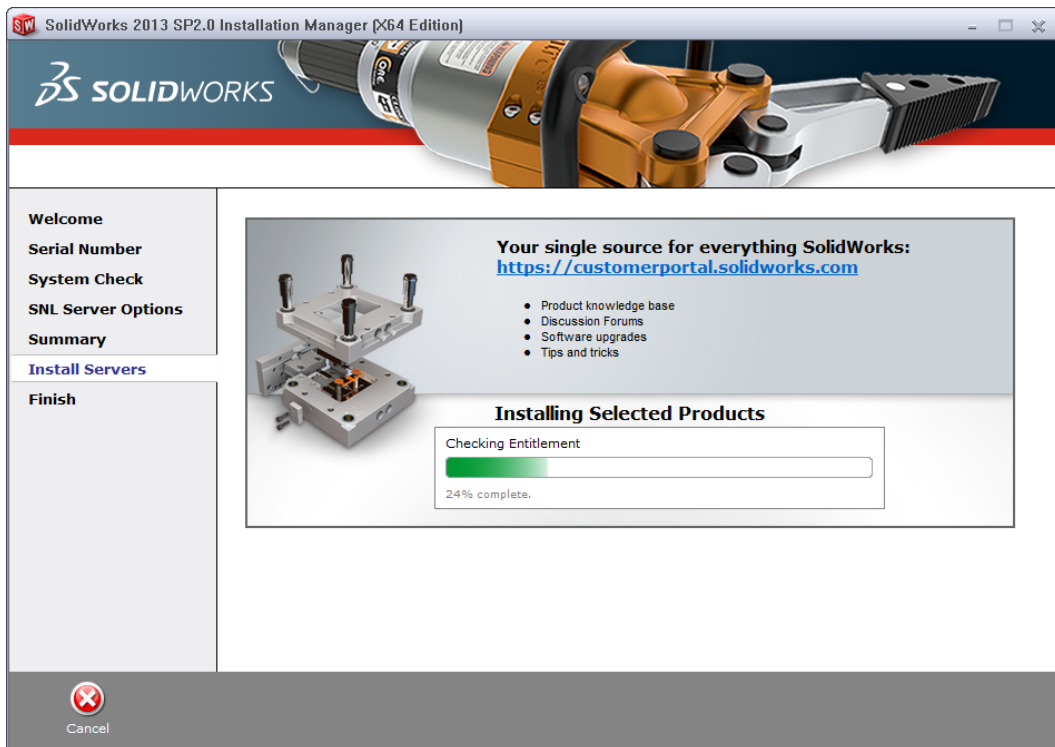 SolidWorks 2013 SP2.0 Installation Manager (X64 Edition)
SOLIDWORKS
Welcome
Serial Number
System Check
SNL Server Options
Summary
Install Servers
Finish
Your single source for everything SolidWorks:
https://customerportal.solidworks.com
• Product knowledge base
• Discussion Forums
• Software upgrades
• Tips and tricks
Installing Selected Products
Checking Entitlement
24% complete.
Cancel